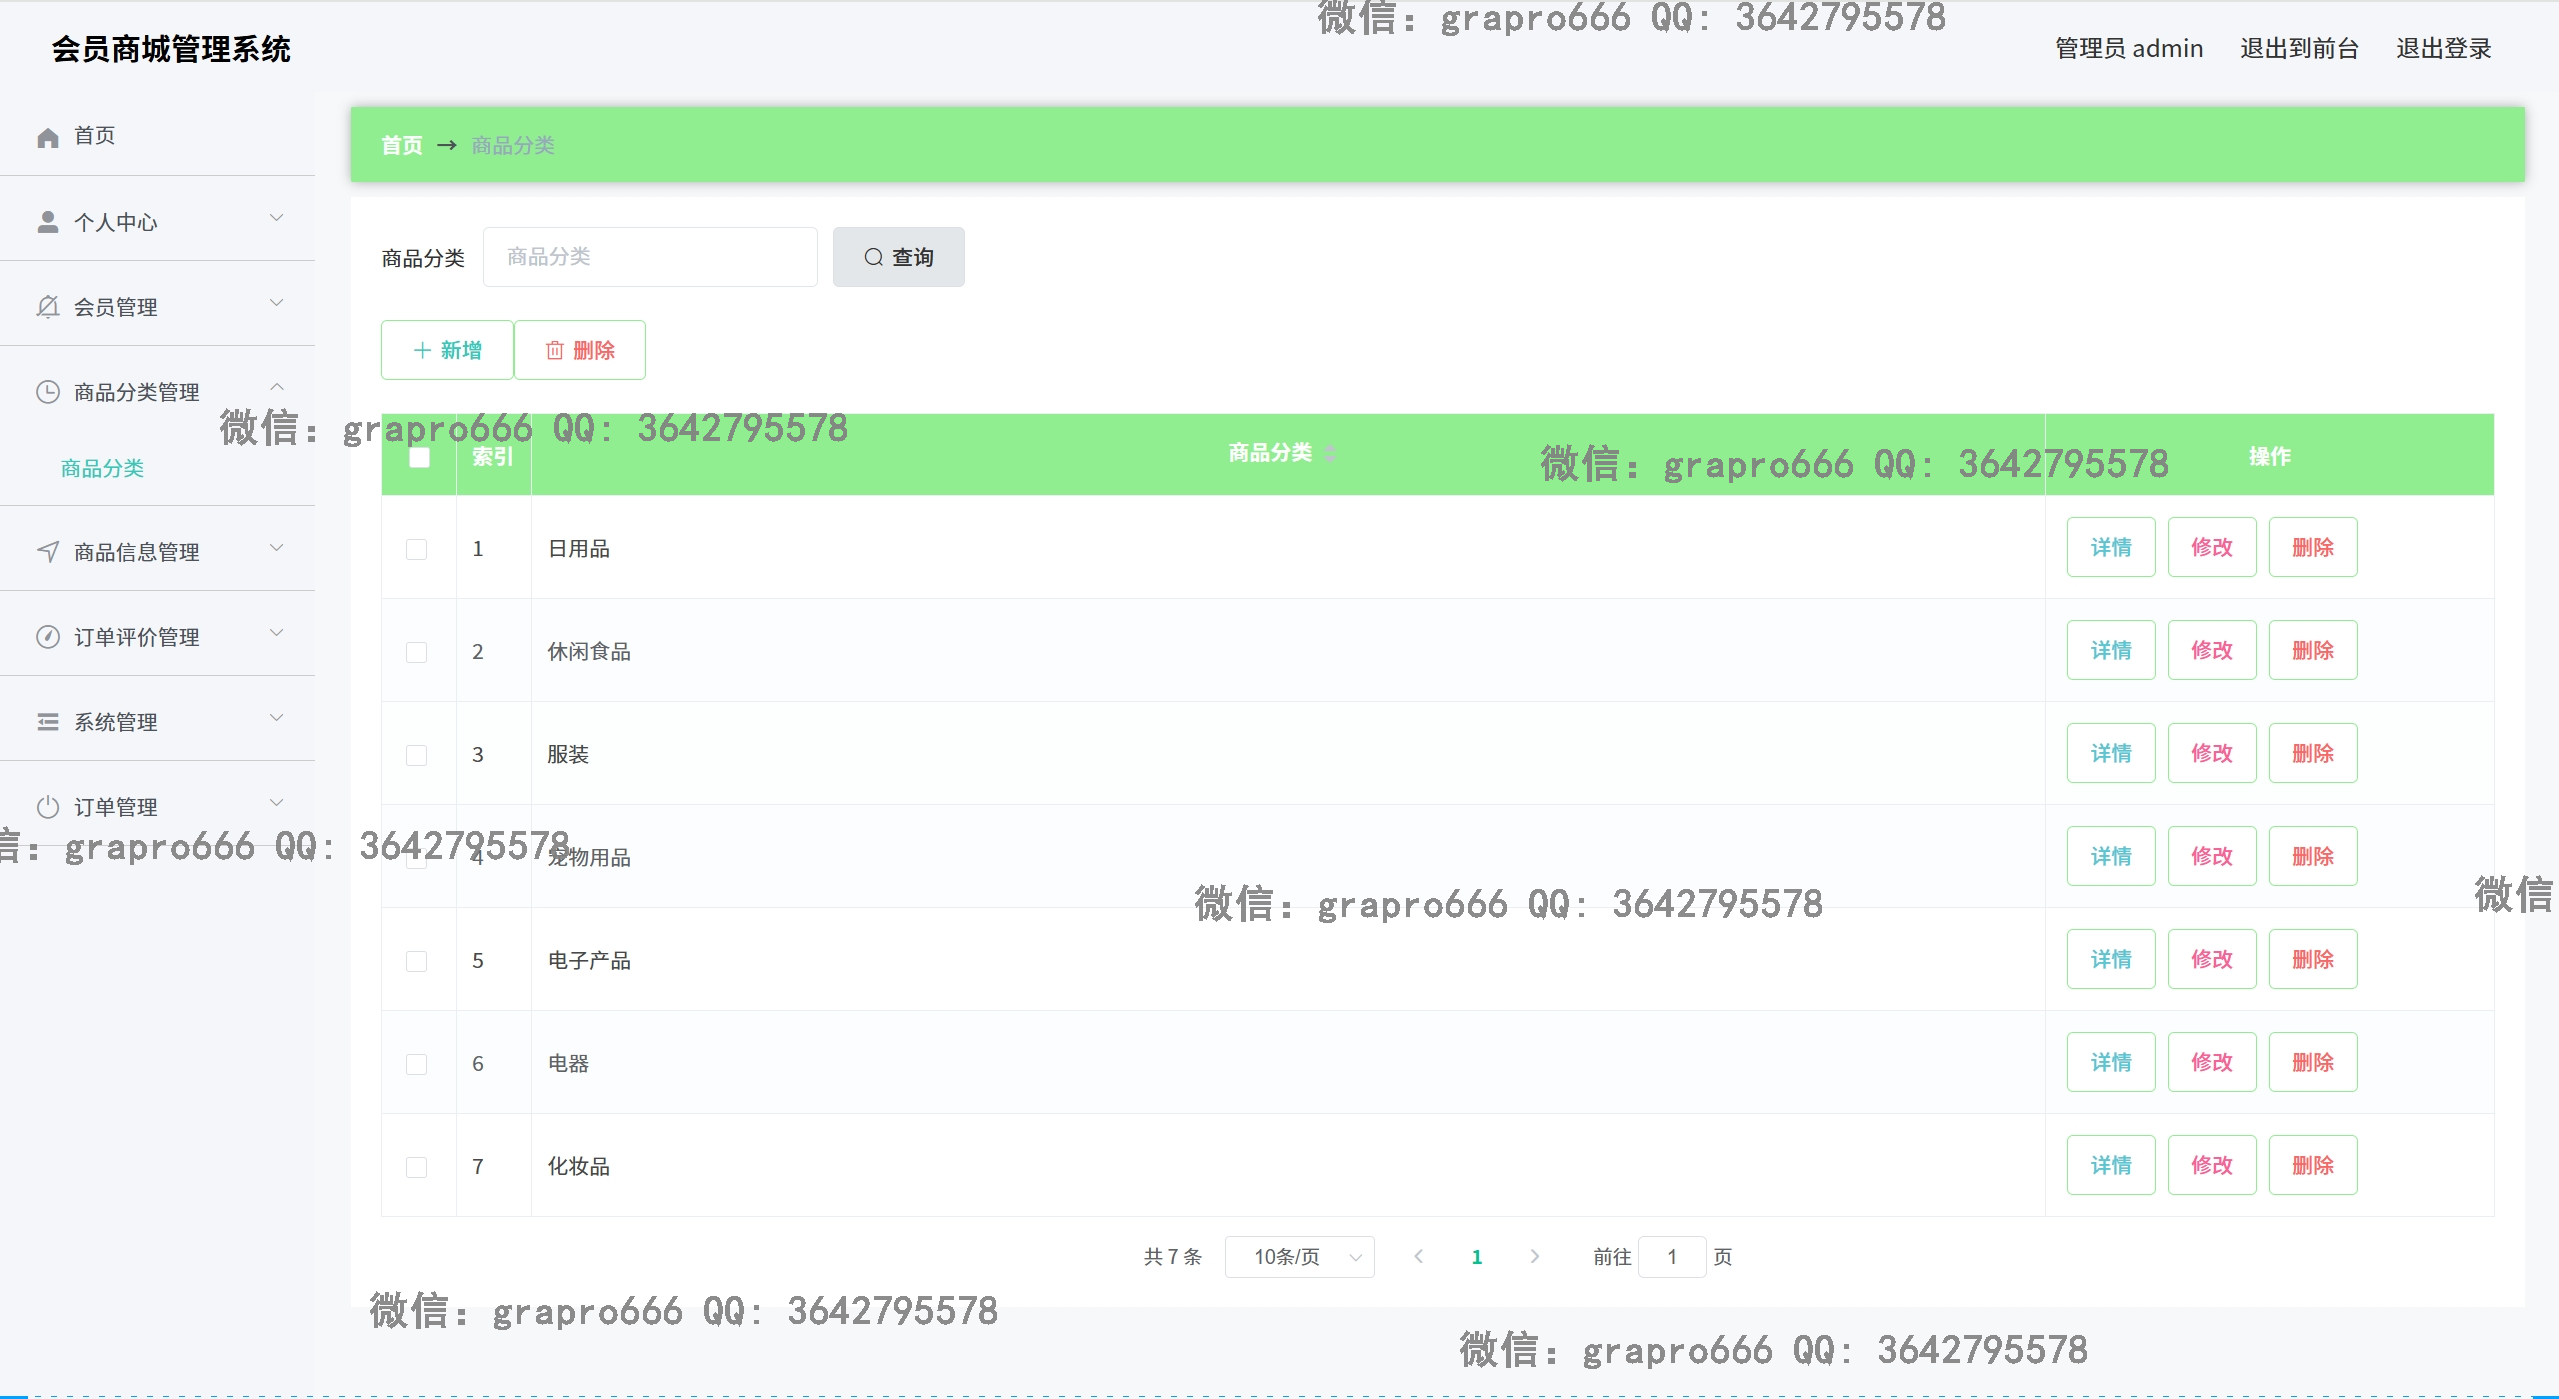 微信: grapro666 QQ: 3642795578
会员商城管理系统
管理员 admin 退出到前台 退出登录
首页
个人中心
会员管理
商品分类管理
商品分类
商品信息管理
订单评价管理
系统管理
订单管理
首页 → 商品分类
商品分类 商品分类 查询
新增 删除
微信: grapro666 QQ: 3642795578
索引 商品分类 操作
微信: grapro666 QQ: 3642795578
1 日用品 详情 修改 删除
2 休闲食品 详情 修改 删除
3 服装 详情 修改 删除
信: grapro666 QQ: 3642795578
4 宠物用品 详情 修改 删除
微信: grapro666 QQ: 3642795578
微信
5 电子产品 详情 修改 删除
6 电器 详情 修改 删除
7 化妆品 详情 修改 删除
共 7 条 10条/页 1 前往 1 页
微信: grapro666 QQ: 3642795578
微信: grapro666 QQ: 3642795578